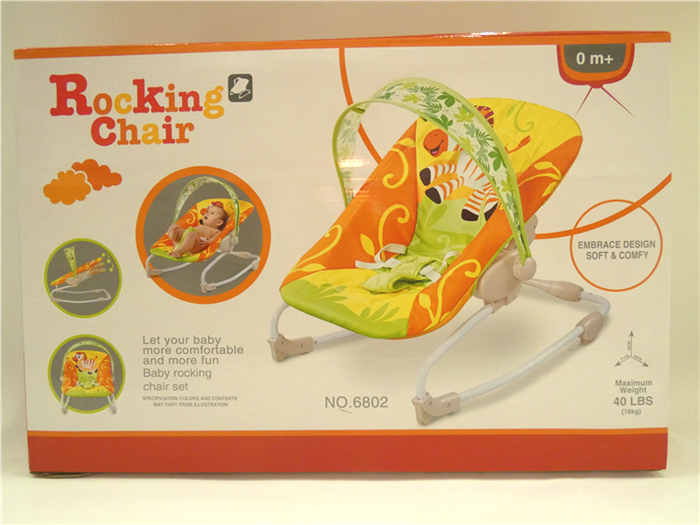 Rocking
Chair
0 m+
EMBRACE DESIGN
SOFT & COMFY
Let your baby
more comfortable
and more fun
Baby rocking
chair set
SPECIFICATION COLORS AND CONTENTS
MAY VARY FROM ILLUSTRATION
NO.6802
Maximum
Weight
40 LBS
(18kg)